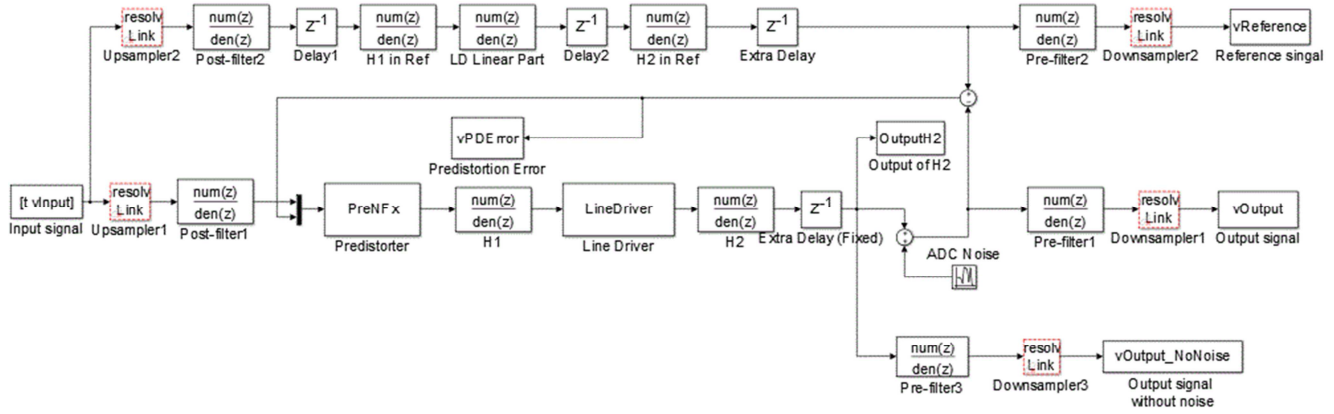 resolv
Link
Upsampler2
num(z)
den(z)
Post-filter2
Z-1
Delay1
num(z)
den(z)
H1 in Ref
num(z)
den(z)
LD Linear Part
Z-1
Delay2
num(z)
den(z)
H2 in Ref
Z-1
Extra Delay
num(z)
den(z)
Pre-filter2
resolv
Link
Downsampler2
vReference
Reference singal
vPDError
Predistortion Error
OutputH2
Output of H2
[t vInput]
Input signal
resolv
Link
Upsampler1
num(z)
den(z)
Post-filter1
PreNFx
Predistorter
num(z)
den(z)
H1
LineDriver
Line Driver
num(z)
den(z)
H2
Z-1
Extra Delay (Fixed)
ADC Noise
num(z)
den(z)
Pre-filter1
resolv
Link
Downsampler1
vOutput
Output signal
num(z)
den(z)
Pre-filter3
resolv
Link
Downsampler3
vOutput_NoNoise
Output signal
without noise